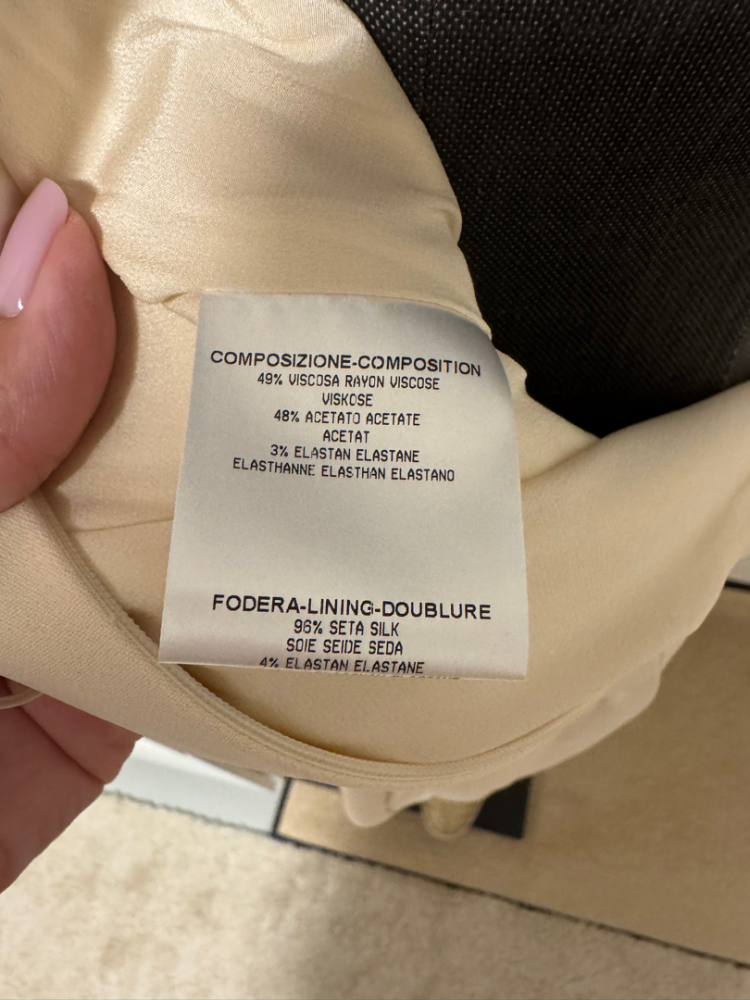 COMPOSIZIONE-COMPOSITION
49% VISCOSA RAYON VISCOSE
VISKOSE
48% ACETATO ACETATE
ACETAT
3% ELASTAN ELASTANE
ELASTHANNE ELASTHAN ELASTANO
FODERA-LINING-DOUBLURE
96% SETA SILK
SOIE SEIDE SEDA
4% ELASTAN ELASTANE